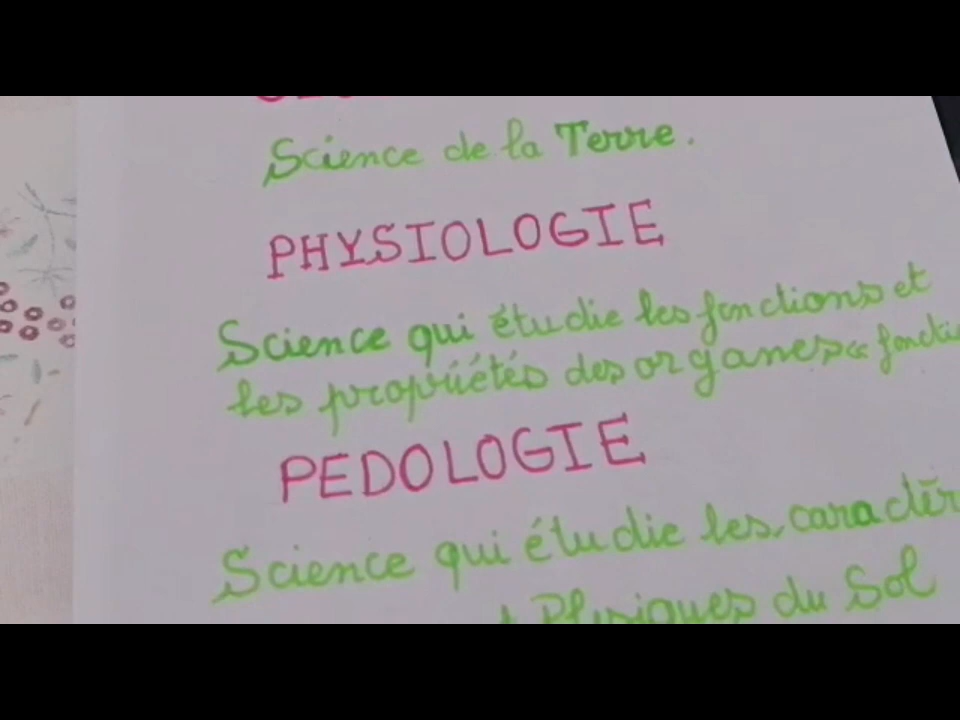 Science de la Terre.
PHYSIOLOGIE
Science qui étudie les fonctions et
les propriétés des organes «
PEDOLOGIE
Science qui étudie les
Physiques du Sol